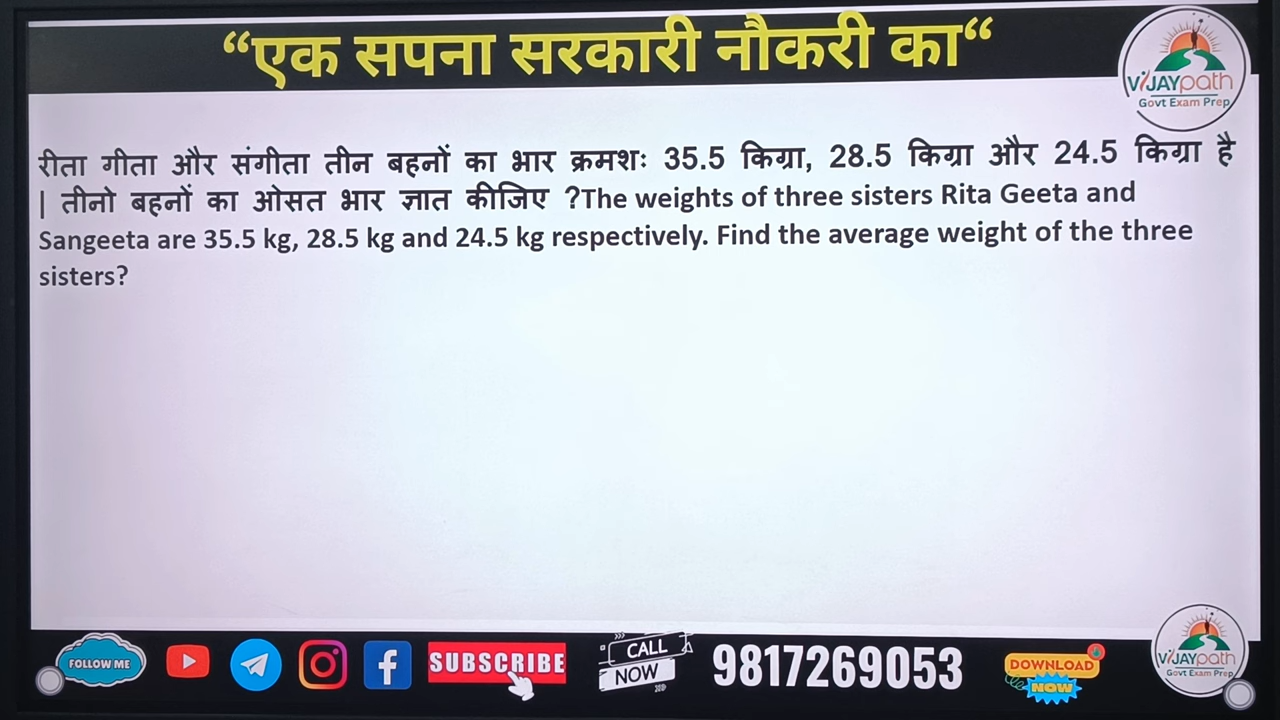 “एक सपना सरकारी नौकरी का“
VIJAYpath
Govt Exam Prep
रीता गीता और संगीता तीन बहनों का भार क्रमशः 35.5 किग्रा, 28.5 किग्रा और 24.5 किग्रा है
| तीनो बहनों का ओसत भार ज्ञात कीजिए ?The weights of three sisters Rita Geeta and
Sangeeta are 35.5 kg, 28.5 kg and 24.5 kg respectively. Find the average weight of the three
sisters?
FOLLOW ME
SUBSCRIBE
CALL
NOW
9817269053
DOWNLOAD
NOW
VIJAYpath
Govt Exam Prep